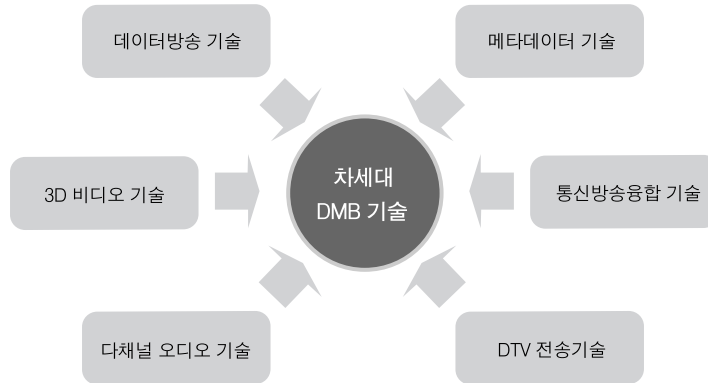 데이터방송 기술
메타데이터 기술
3D 비디오 기술
차세대
DMB 기술
통신방송융합 기술
다채널 오디오 기술
DTV 전송기술